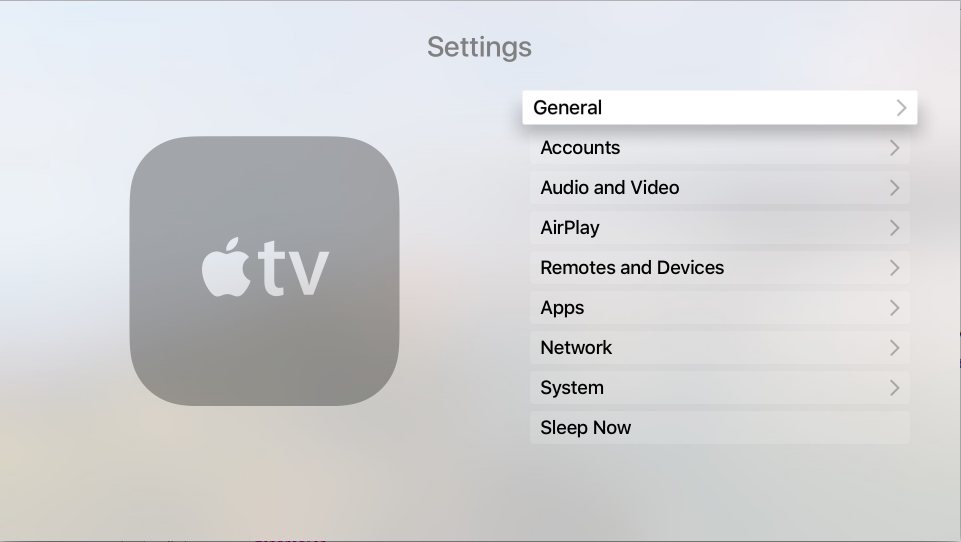 Settings
General
Accounts
Audio and Video
AirPlay
Remotes and Devices
Apps
Network
System
Sleep Now
tv